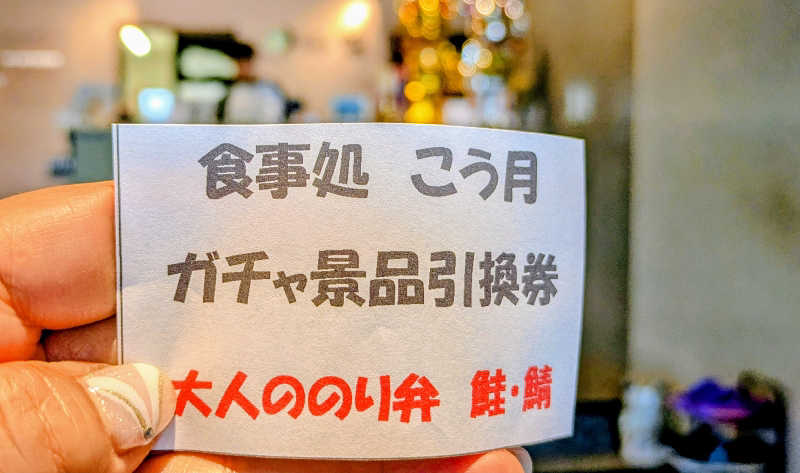 食事処 こう月
ガチャ景品引換券
大人ののり弁 鮭・鯖